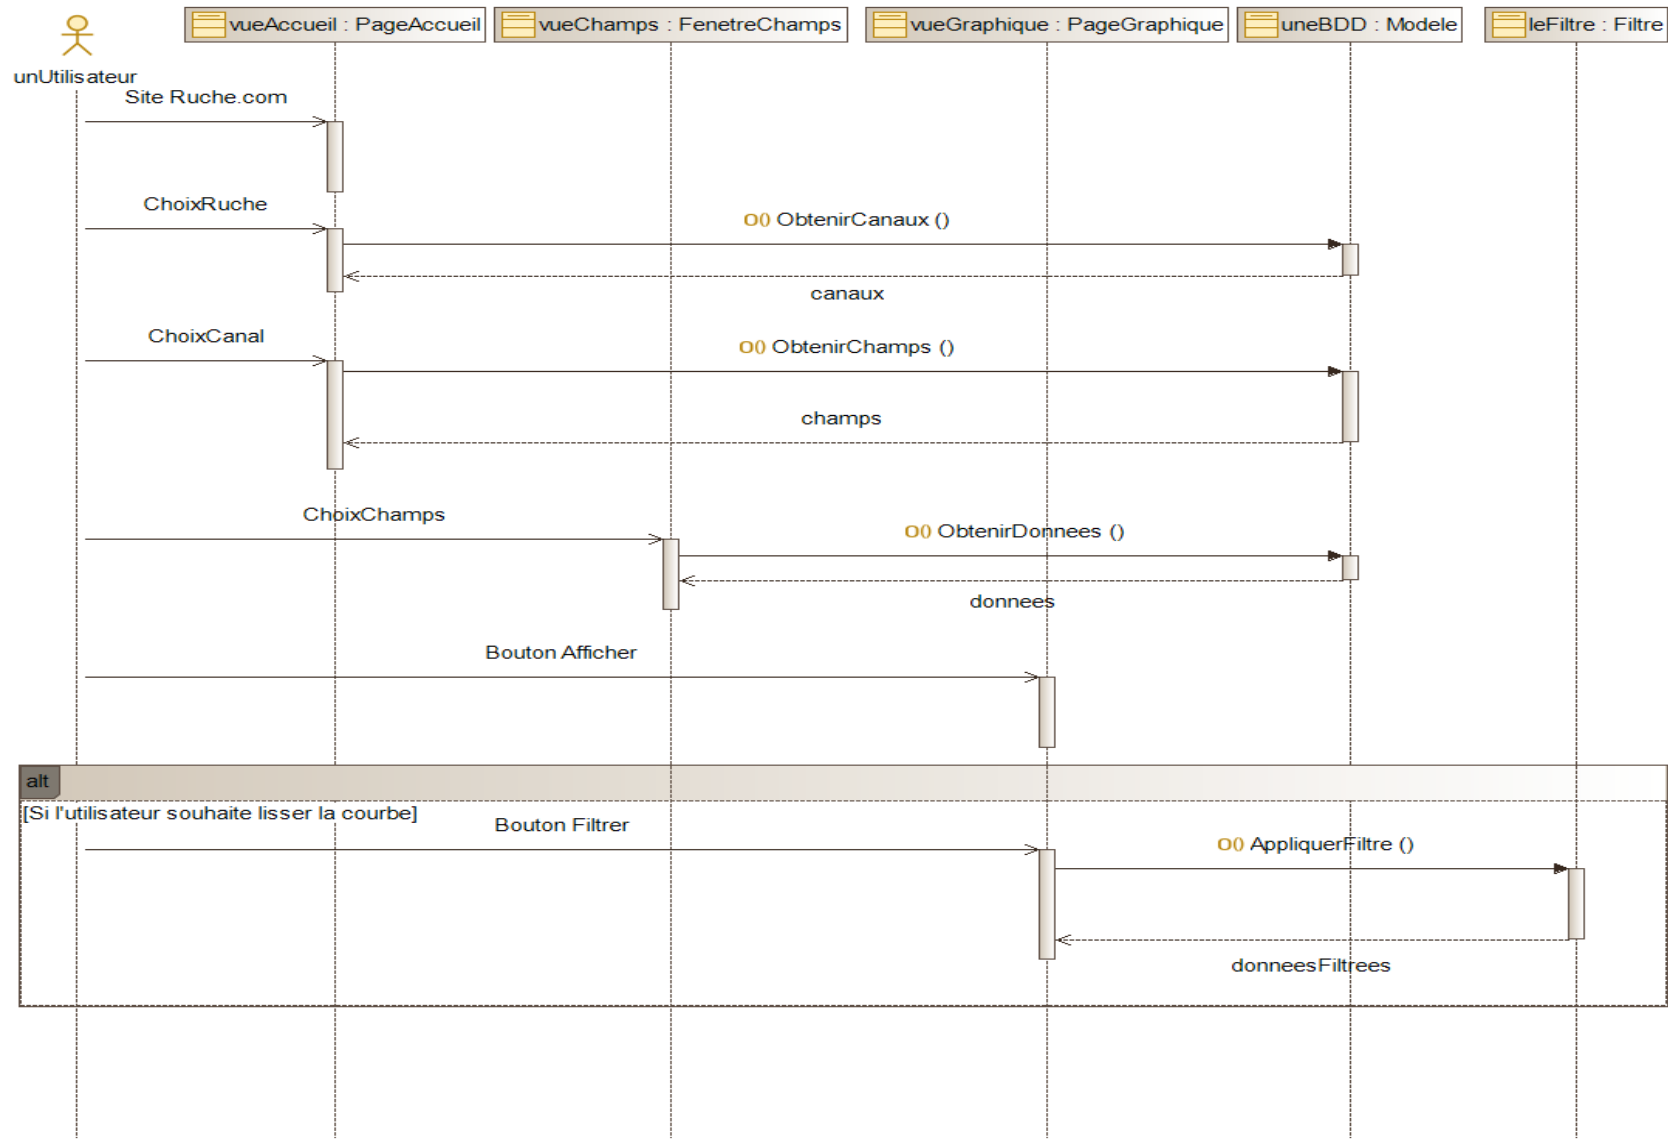 vueAccueil : PageAccueil
vueChamps : FenetreChamps
vueGraphique : PageGraphique
uneBDD : Modele
leFiltre : Filtre
unUtilisateur
Site Ruche.com
ChoixRuche
O() ObtenirCanaux ()
canaux
ChoixCanal
O() ObtenirChamps ()
champs
ChoixChamps
O() ObtenirDonnees ()
donnees
Bouton Afficher
alt
[Si l'utilisateur souhaite lisser la courbe]
Bouton Filtrer
O() AppliquerFiltre ()
donneesFiltrees